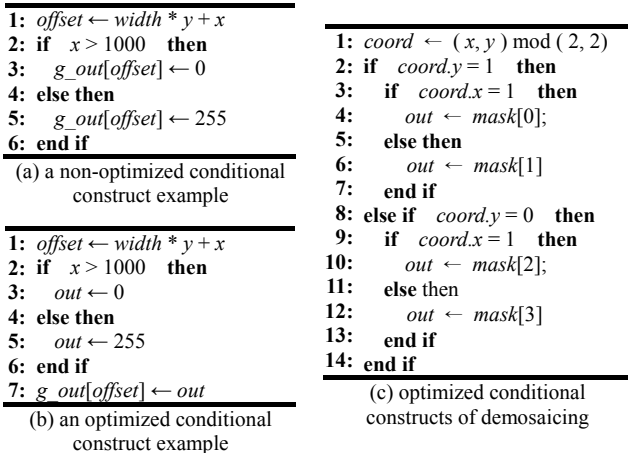 1: offset ← width * y + x
2: if x > 1000 then
3: g_out[offset] ← 0
4: else then
5: g_out[offset] ← 255
6: end if
(a) a non-optimized conditional
construct example
1: offset ← width * y + x
2: if x > 1000 then
3: out ← 0
4: else then
5: out ← 255
6: end if
7: g_out[offset] ← out
(b) an optimized conditional
construct example
1: coord ← ( x, y ) mod ( 2, 2)
2: if coord.y = 1 then
3: if coord.x = 1 then
4: out ← mask[0];
5: else then
6: out ← mask[1]
7: end if
8: else if coord.y = 0 then
9: if coord.x = 1 then
10: out ← mask[2];
11: else then
12: out ← mask[3]
13: end if
14: end if
(c) optimized conditional
constructs of demosaicing